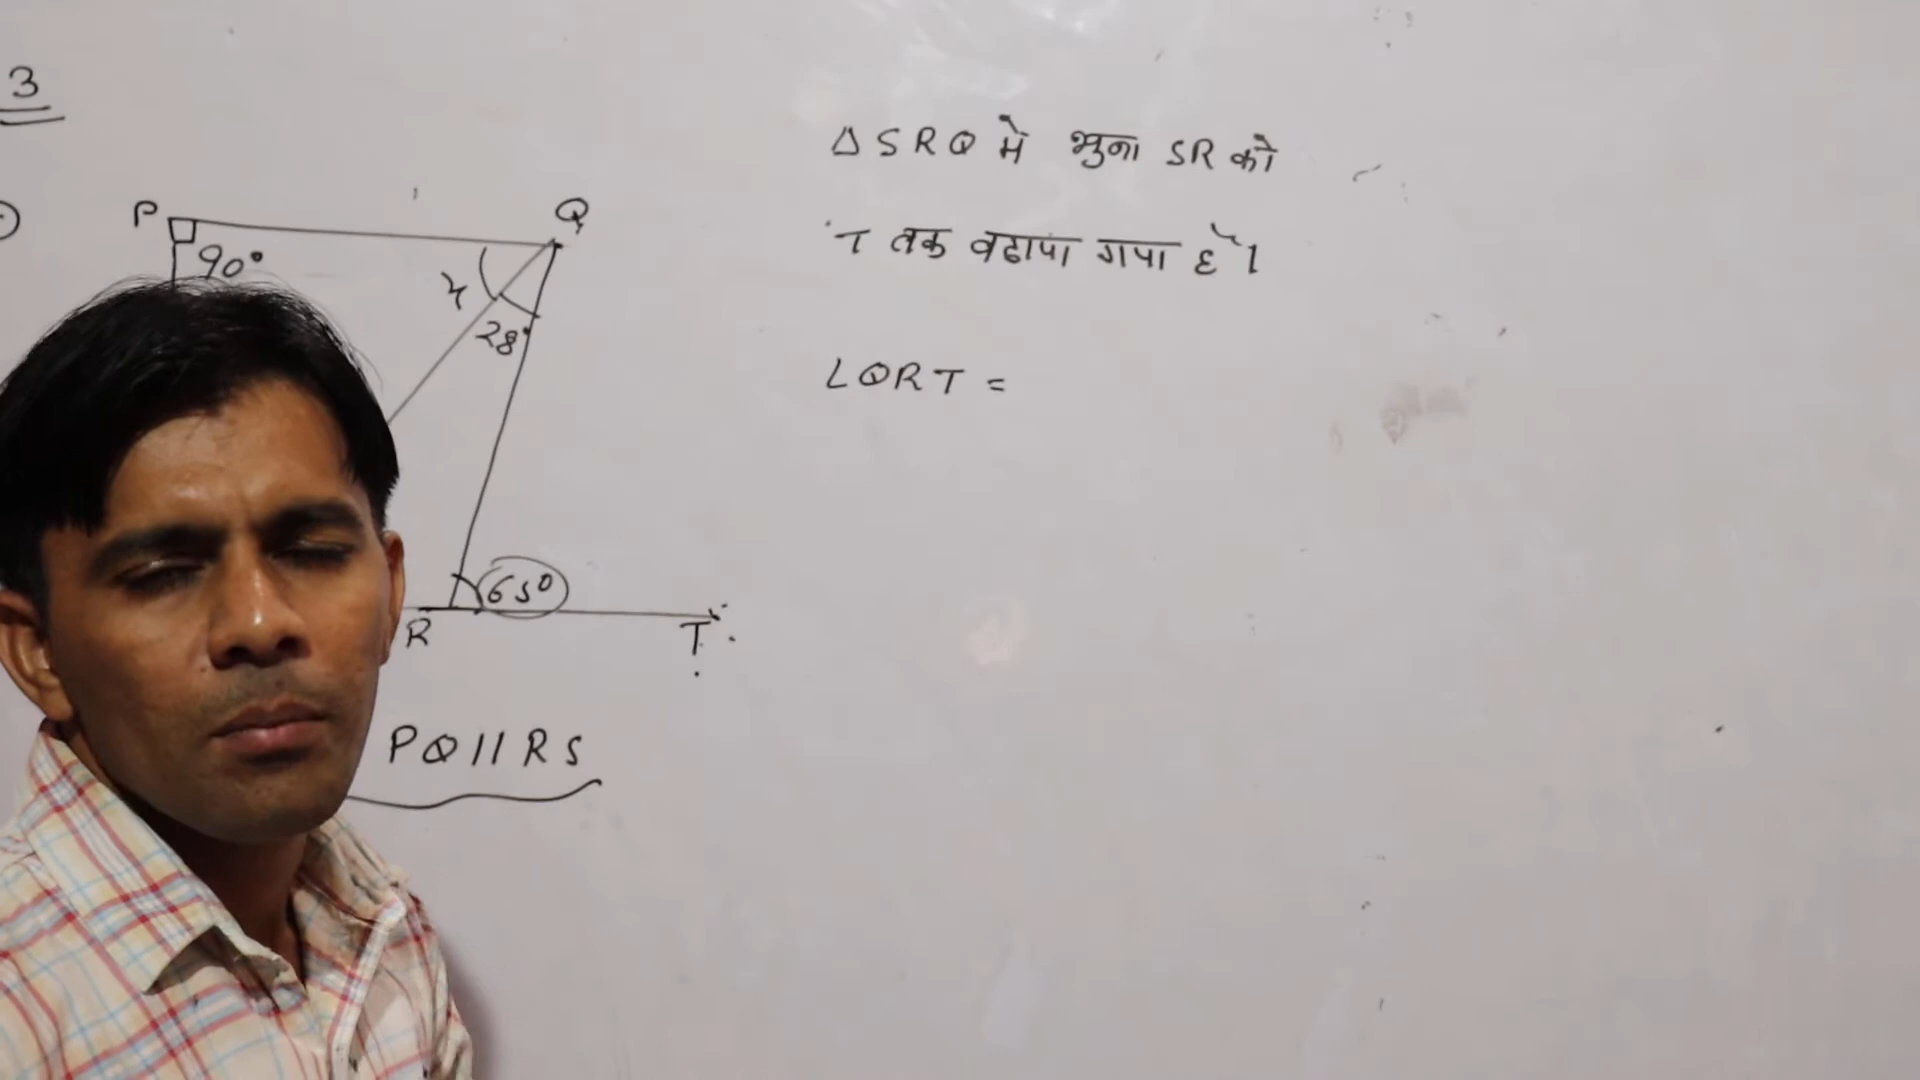 3
P
Q
90°
x
28°
65°
R
T
PQ || RS
Δ SRQ में भुजा SR को
T तक बढाया गया है।
∠QRT =